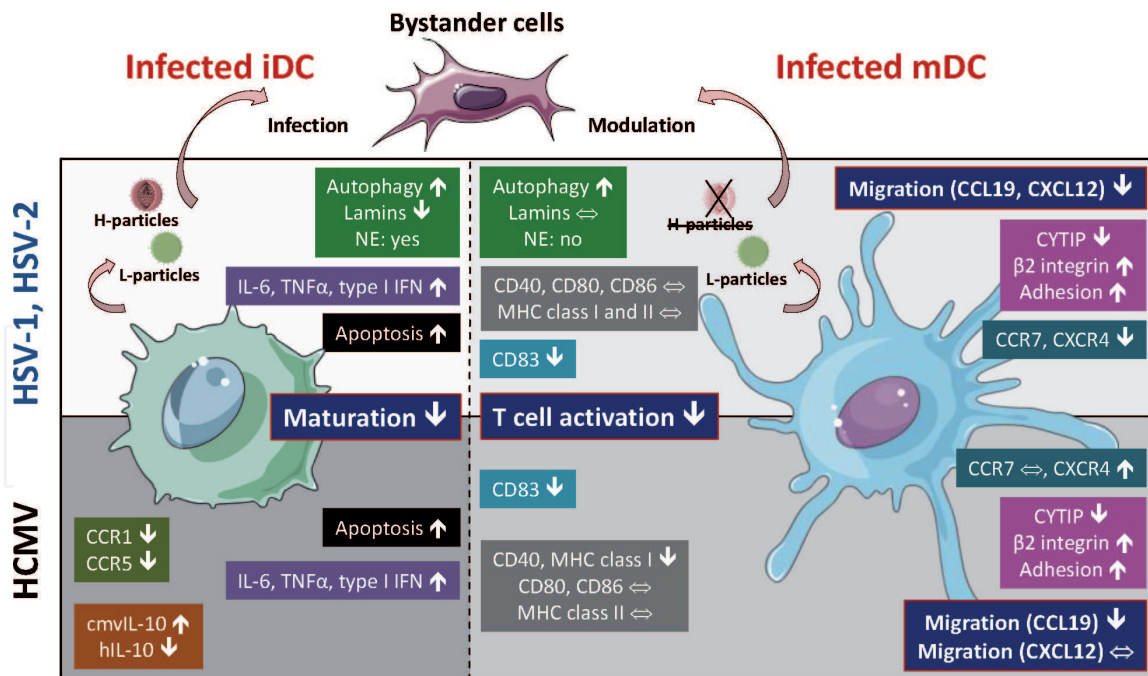 Bystander cells
Infected iDC
Infected mDC
Infection
Modulation
HSV-1, HSV-2
H-particles
L-particles
Autophagy ↑
Lamins ↓
NE: yes
IL-6, TNFα, type I IFN ↑
Apoptosis ↑
Maturation ↓
Autophagy ↑
Lamins ⇔
NE: no
CD40, CD80, CD86 ⇔
MHC class I and II ⇔
CD83 ↓
T cell activation ↓
H-particles
L-particles
Migration (CCL19, CXCL12) ↓
CYTIP ↓
β2 integrin ↑
Adhesion ↑
CCR7, CXCR4 ↓
HCMV
CCR1 ↓
CCR5 ↓
cmvIL-10 ↑
hIL-10 ↓
Apoptosis ↑
IL-6, TNFα, type I IFN ↑
CD83 ↓
CD40, MHC class I ↓
CD80, CD86 ⇔
MHC class II ⇔
CCR7 ⇔, CXCR4 ↑
CYTIP ↓
β2 integrin ↑
Adhesion ↑
Migration (CCL19) ↓
Migration (CXCL12) ⇔